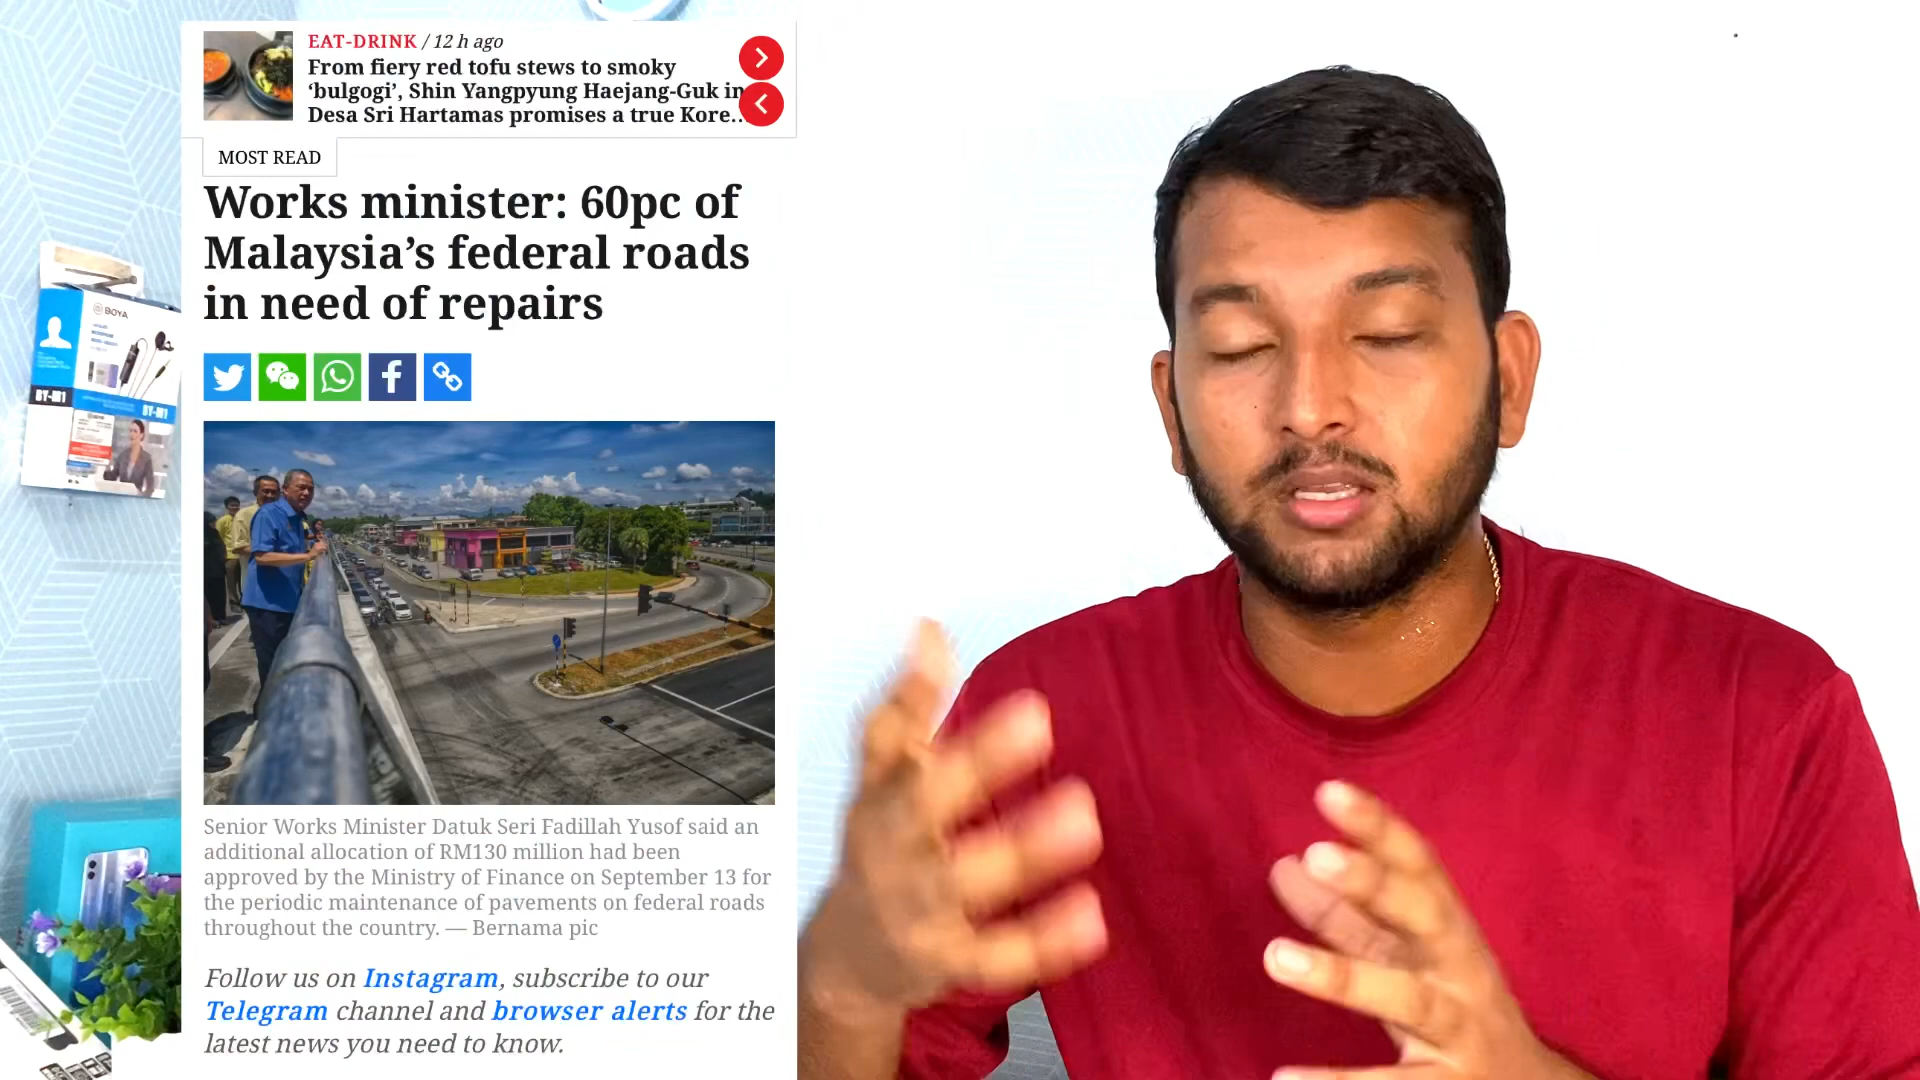 EAT-DRINK / 12 h ago
From fiery red tofu stews to smoky
‘bulgogi’, Shin Yangpyung Haejang-Guk in
Desa Sri Hartamas promises a true Kore...
MOST READ
Works minister: 60pc of
Malaysia’s federal roads
in need of repairs
Senior Works Minister Datuk Seri Fadillah Yusof said an
additional allocation of RM130 million had been
approved by the Ministry of Finance on September 13 for
the periodic maintenance of pavements on federal roads
throughout the country. — Bernama pic
Follow us on Instagram, subscribe to our
Telegram channel and browser alerts for the
latest news you need to know.
BOYA
BY-M1
BY-M1